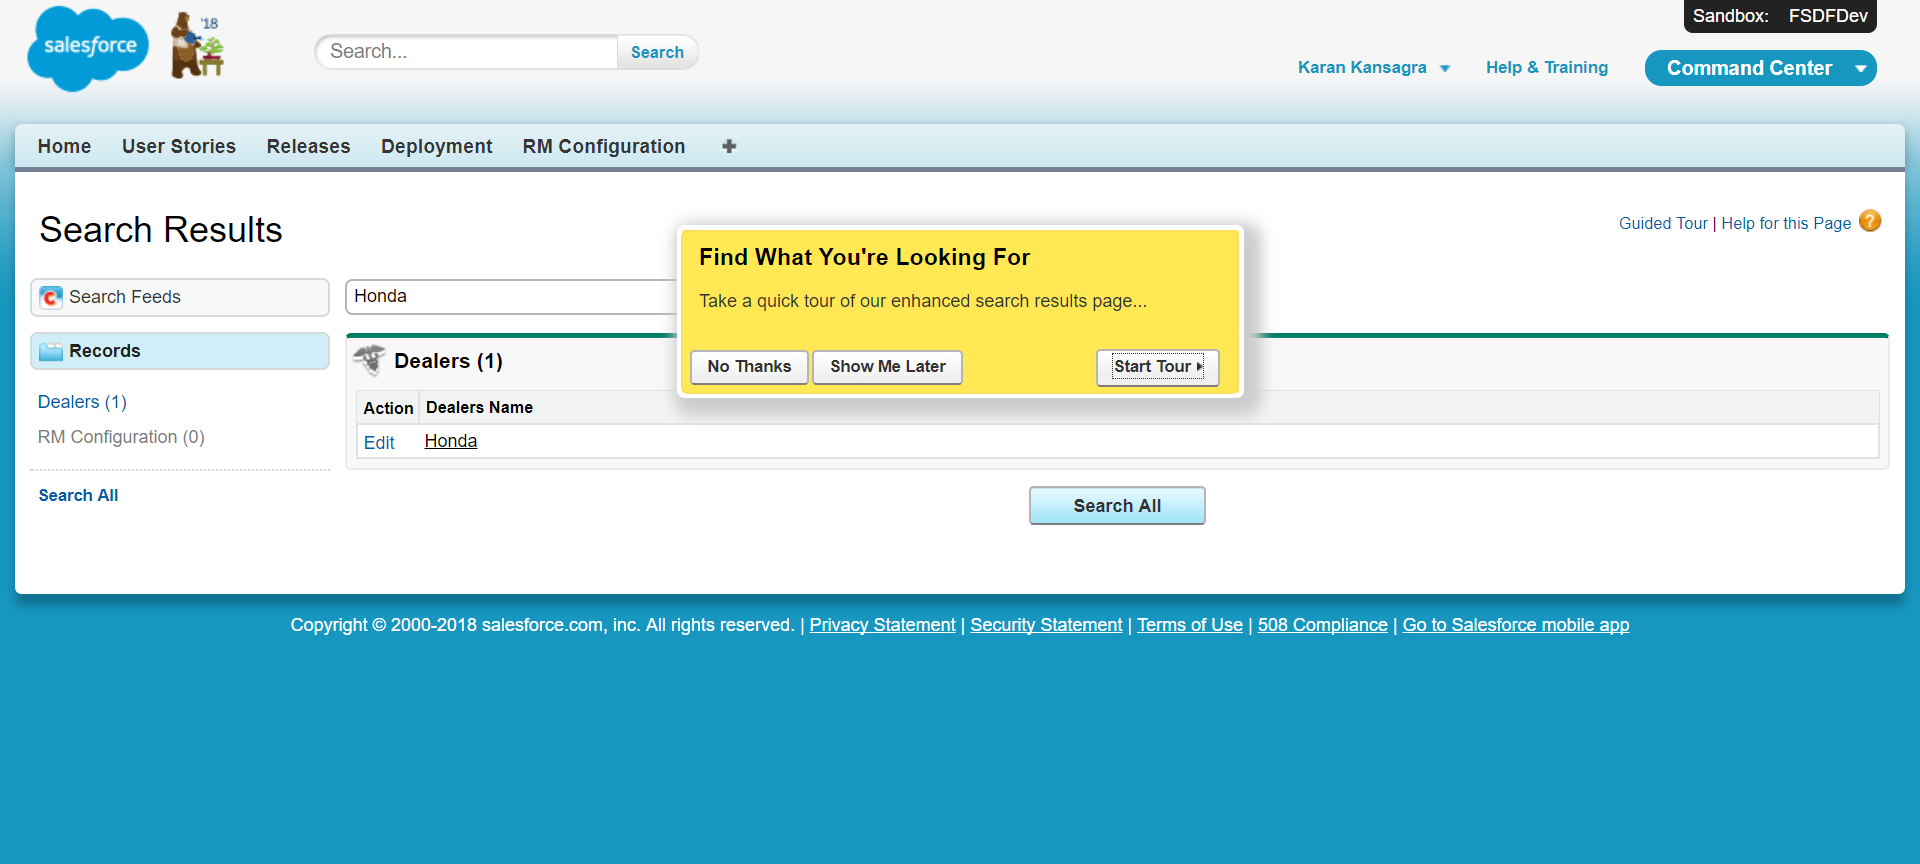 Sandbox: FSDFDev
salesforce
'18
Search...
Search
Karan Kansagra
Help & Training
Command Center
Home
User Stories
Releases
Deployment
RM Configuration
Search Results
Guided Tour | Help for this Page ?
Find What You're Looking For
Take a quick tour of our enhanced search results page...
No Thanks
Show Me Later
Start Tour
Search Feeds
Honda
Records
Dealers (1)
Action
Dealers Name
Dealers (1)
RM Configuration (0)
Edit
Honda
Search All
Search All
Copyright © 2000-2018 salesforce.com, inc. All rights reserved. | Privacy Statement | Security Statement | Terms of Use | 508 Compliance | Go to Salesforce mobile app